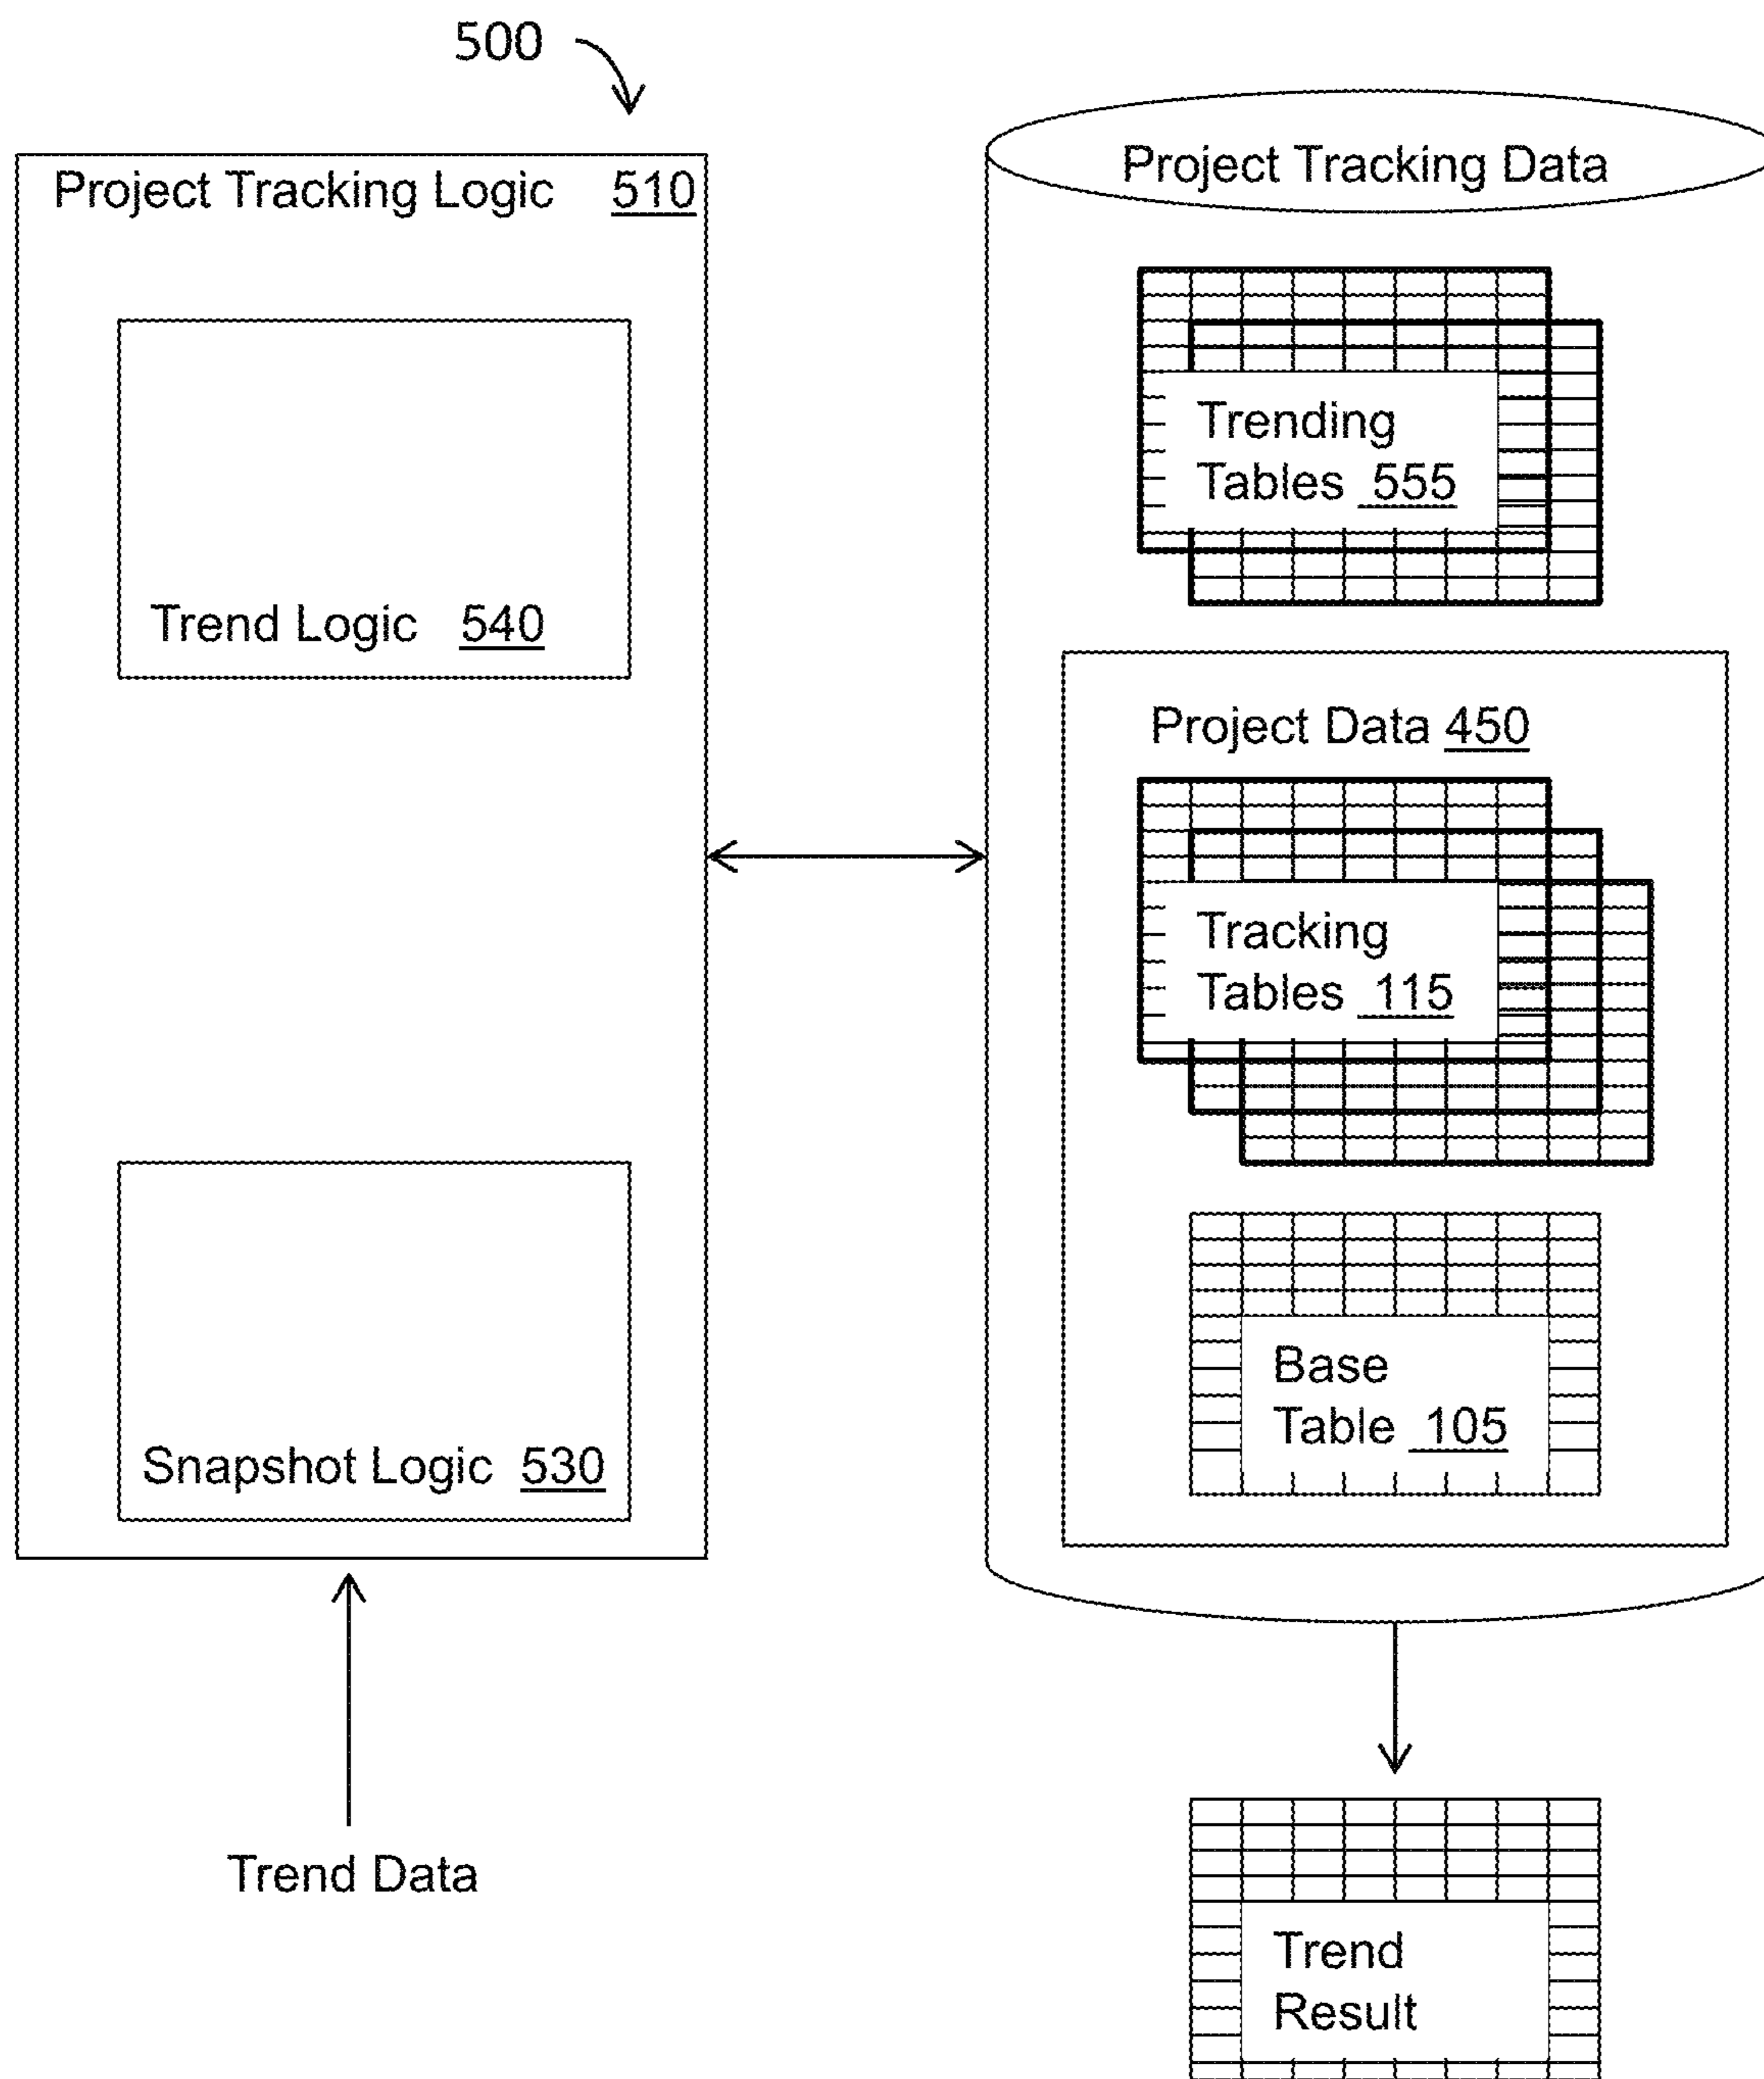 500
Project Tracking Logic 510
Trend Logic 540
Snapshot Logic 530
Trend Data
Project Tracking Data
Trending
Tables 555
Project Data 450
Tracking
Tables 115
Base
Table 105
Trend
Result